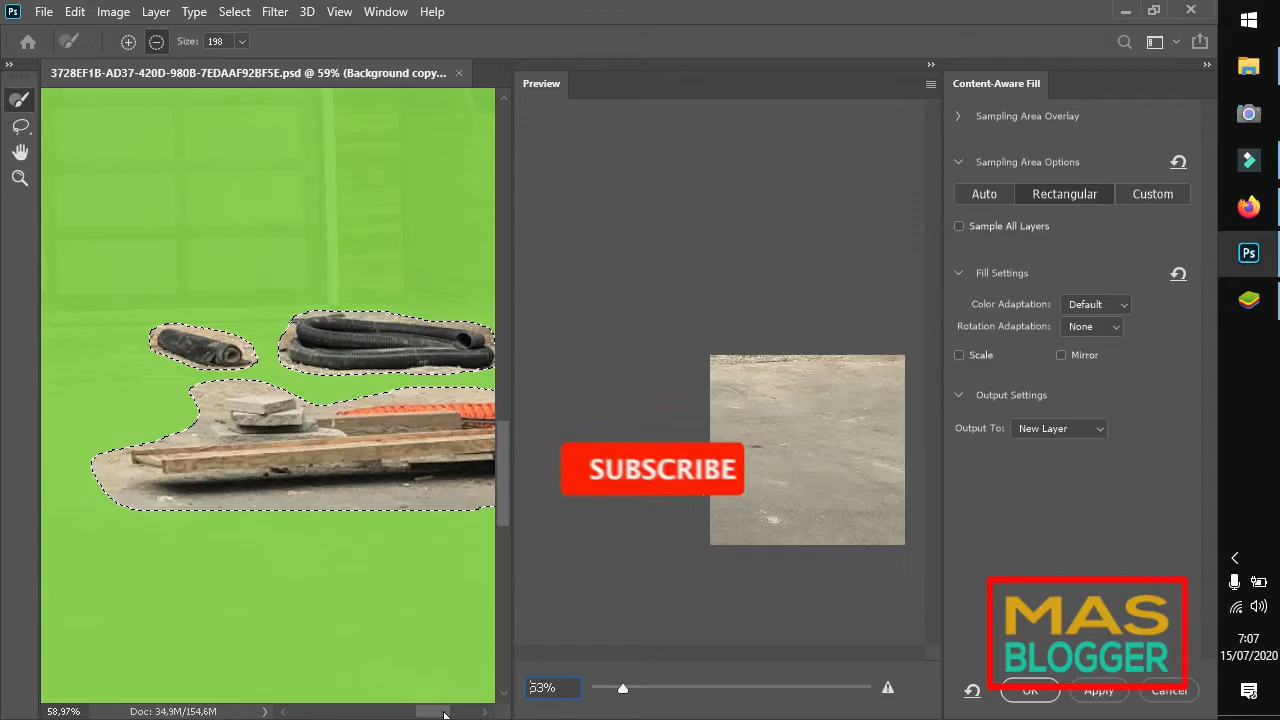 Ps File Edit Image Layer Type Select Filter 3D View Window Help
Size: 198
3728EF1B-AD37-420D-980B-7EDAAF92BF5E.psd @ 59% (Background copy...
Preview
Content-Aware Fill
Sampling Area Overlay
Sampling Area Options
Auto Rectangular Custom
Sample All Layers
Fill Settings
Color Adaptation: Default
Rotation Adaptation: None
Scale Mirror
Output Settings
Output To: New Layer
SUBSCRIBE
MAS
BLOGGER
53%
OK Apply Cancel
58,97% Doc: 34,9M/154,6M
Ps
7:07
15/07/2020